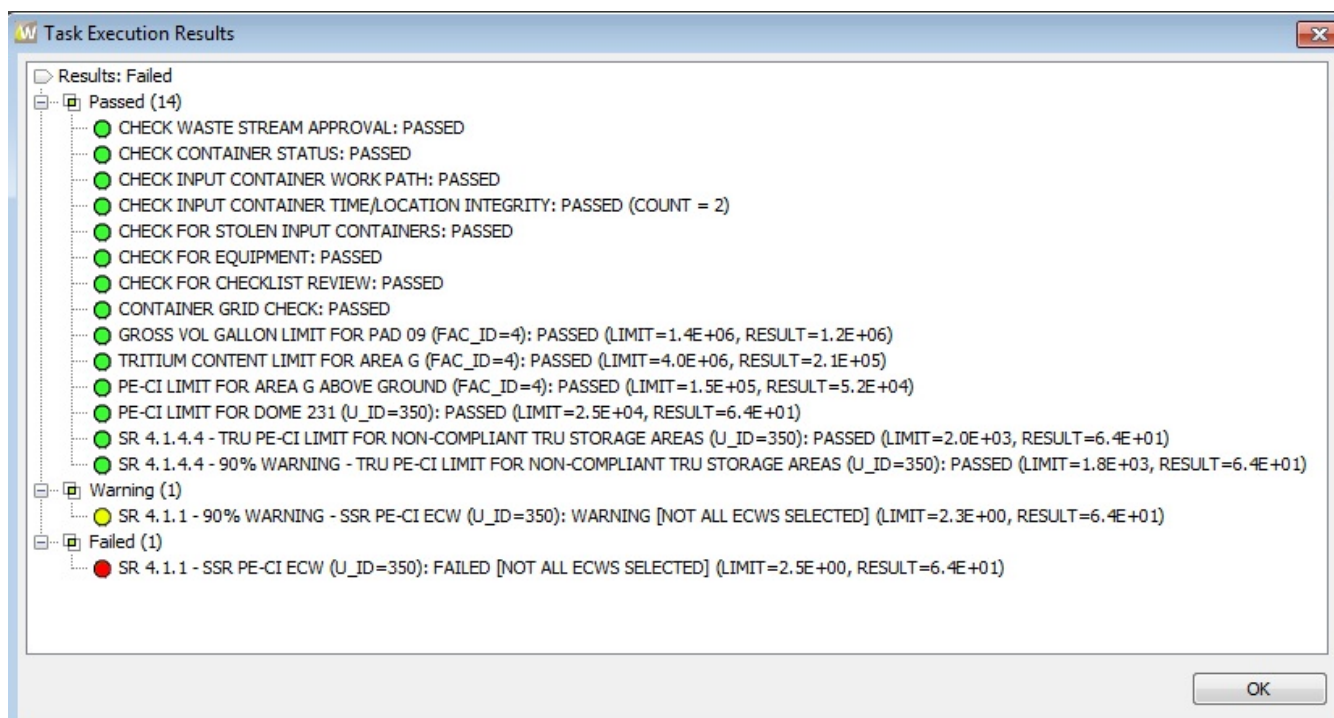 Task Execution Results
Results: Failed
Passed (14)
CHECK WASTE STREAM APPROVAL: PASSED
CHECK CONTAINER STATUS: PASSED
CHECK INPUT CONTAINER WORK PATH: PASSED
CHECK INPUT CONTAINER TIME/LOCATION INTEGRITY: PASSED (COUNT = 2)
CHECK FOR STOLEN INPUT CONTAINERS: PASSED
CHECK FOR EQUIPMENT: PASSED
CHECK FOR CHECKLIST REVIEW: PASSED
CONTAINER GRID CHECK: PASSED
GROSS VOL GALLON LIMIT FOR PAD 09 (FAC_ID=4): PASSED (LIMIT=1.4E+06, RESULT=1.2E+06)
TRITIUM CONTENT LIMIT FOR AREA G (FAC_ID=4): PASSED (LIMIT=4.0E+06, RESULT=2.1E+05)
PE-CI LIMIT FOR AREA G ABOVE GROUND (FAC_ID=4): PASSED (LIMIT=1.5E+05, RESULT=5.2E+04)
PE-CI LIMIT FOR DOME 231 (U_ID=350): PASSED (LIMIT=2.5E+04, RESULT=6.4E+01)
SR 4.1.4.4 - TRU PE-CI LIMIT FOR NON-COMPLIANT TRU STORAGE AREAS (U_ID=350): PASSED (LIMIT=2.0E+03, RESULT=6.4E+01)
SR 4.1.4.4 - 90% WARNING - TRU PE-CI LIMIT FOR NON-COMPLIANT TRU STORAGE AREAS (U_ID=350): PASSED (LIMIT=1.8E+03, RESULT=6.4E+01)
Warning (1)
SR 4.1.1 - 90% WARNING - SSR PE-CI ECW (U_ID=350): WARNING [NOT ALL ECWS SELECTED] (LIMIT=2.3E+00, RESULT=6.4E+01)
Failed (1)
SR 4.1.1 - SSR PE-CI ECW (U_ID=350): FAILED [NOT ALL ECWS SELECTED] (LIMIT=2.5E+00, RESULT=6.4E+01)
OK